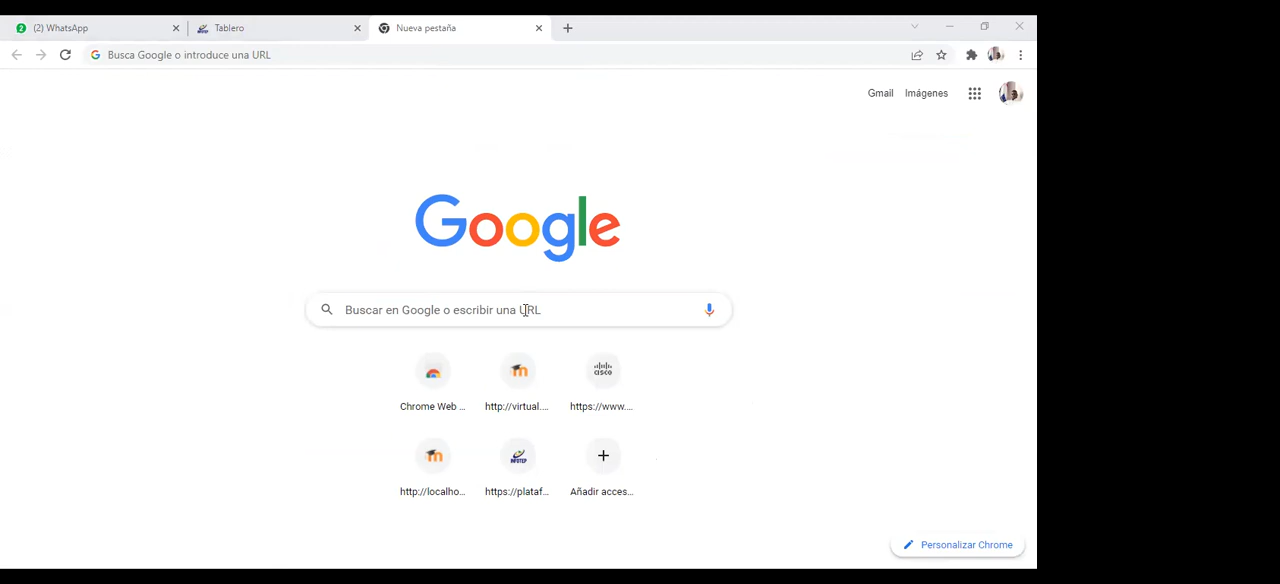 (2) WhatsApp
Tablero
Nueva pestaña
Busca Google o introduce una URL
Gmail Imágenes
Google
Buscar en Google o escribir una URL
Chrome Web ... http://virtual.... https://www....
http://localho... https://plataf... Añadir acces...
Personalizar Chrome